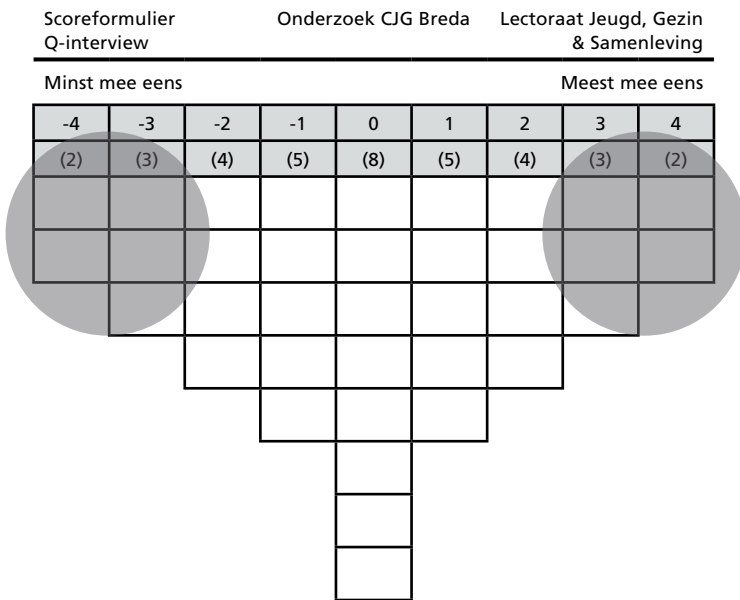 Scoreformulier
Q-interview
Onderzoek CJG Breda
Lectoraat Jeugd, Gezin
& Samenleving
Minst mee eens
Meest mee eens
-4 -3 -2 -1 0 1 2 3 4
(2) (3) (4) (5) (8) (5) (4) (3) (2)